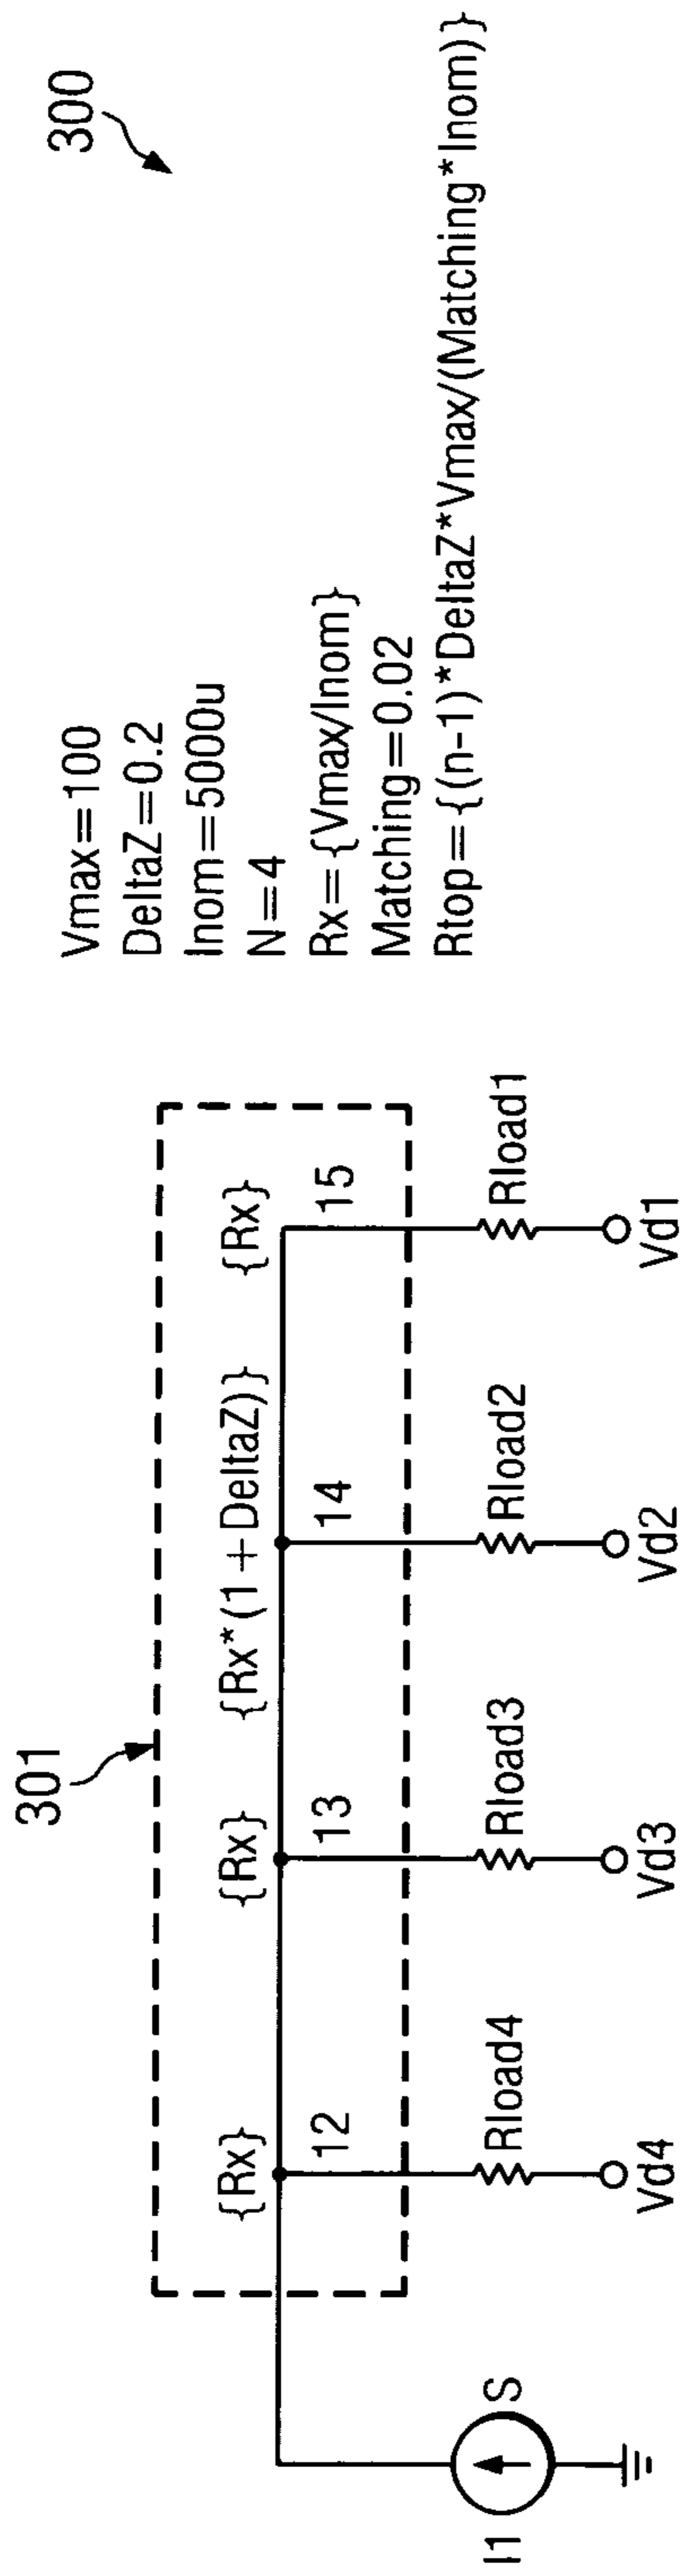 300
Vmax=100
DeltaZ=0.2
Inom=5000u
N=4
Rx={Vmax/Inom}
Matching=0.02
Rtop={(n-1)*DeltaZ*Vmax/(Matching*Inom)}
301
{Rx} {Rx} {Rx*(1+DeltaZ)} {Rx}
12 13 14 15
I1 S
Rload4 Rload3 Rload2 Rload1
Vd4 Vd3 Vd2 Vd1